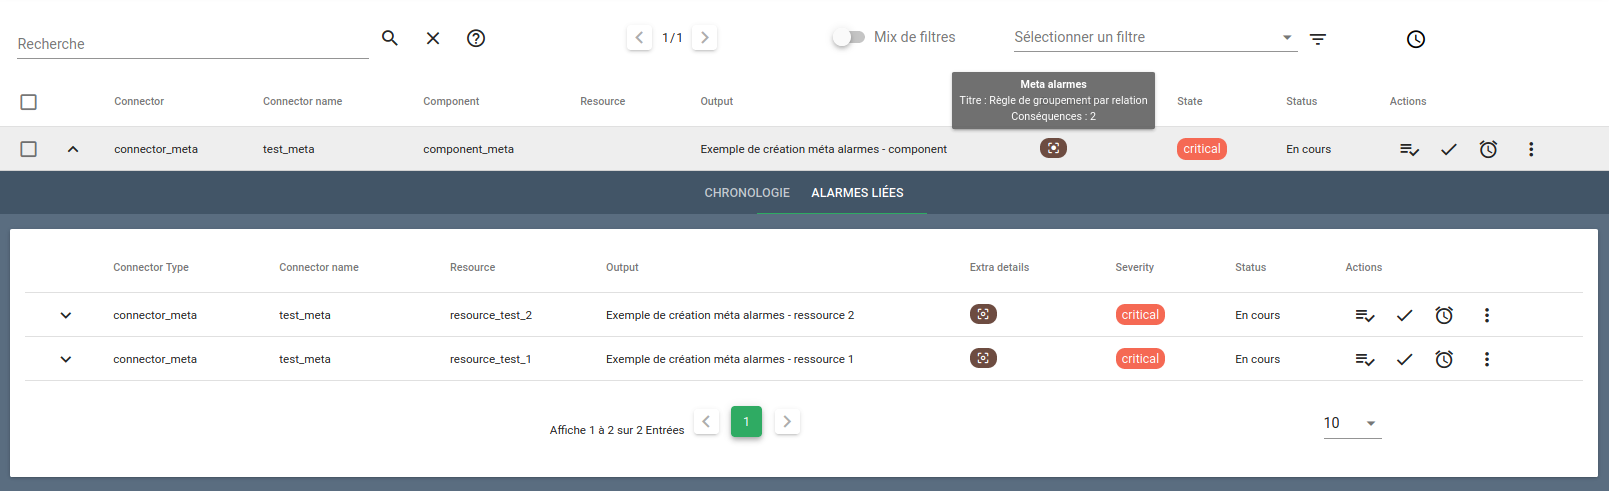 Recherche
1/1
Mix de filtres
Sélectionner un filtre
Meta alarmes
Titre : Règle de groupement par relation
Conséquences : 2
Connector Connector name Component Resource Output State Status Actions
connector_meta test_meta component_meta Exemple de création méta alarmes - component critical En cours
CHRONOLOGIE ALARMES LIÉES
Connector Type Connector name Resource Output Extra details Severity Status Actions
connector_meta test_meta resource_test_2 Exemple de création méta alarmes - ressource 2 critical En cours
connector_meta test_meta resource_test_1 Exemple de création méta alarmes - ressource 1 critical En cours
Affiche 1 à 2 sur 2 Entrées 1 10